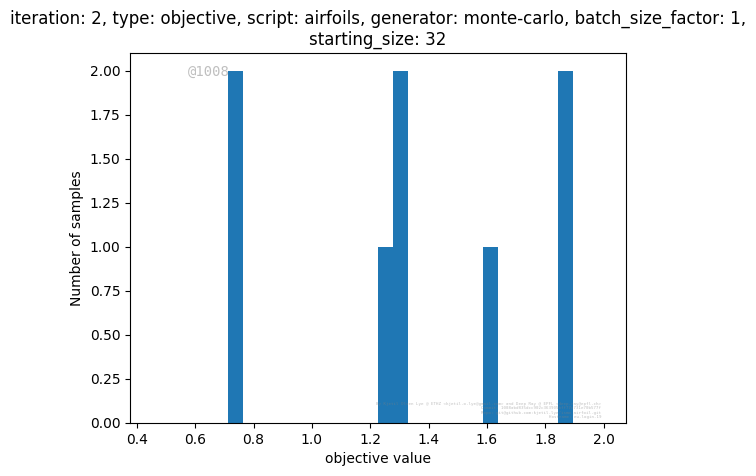 iteration: 2, type: objective, script: airfoils, generator: monte-carlo, batch_size_factor: 1,
starting_size: 32
@1008
2.00
1.75
1.50
1.25
1.00
0.75
0.50
0.25
0.00
Number of samples
0.4 0.6 0.8 1.0 1.2 1.4 1.6 1.8 2.0
objective value